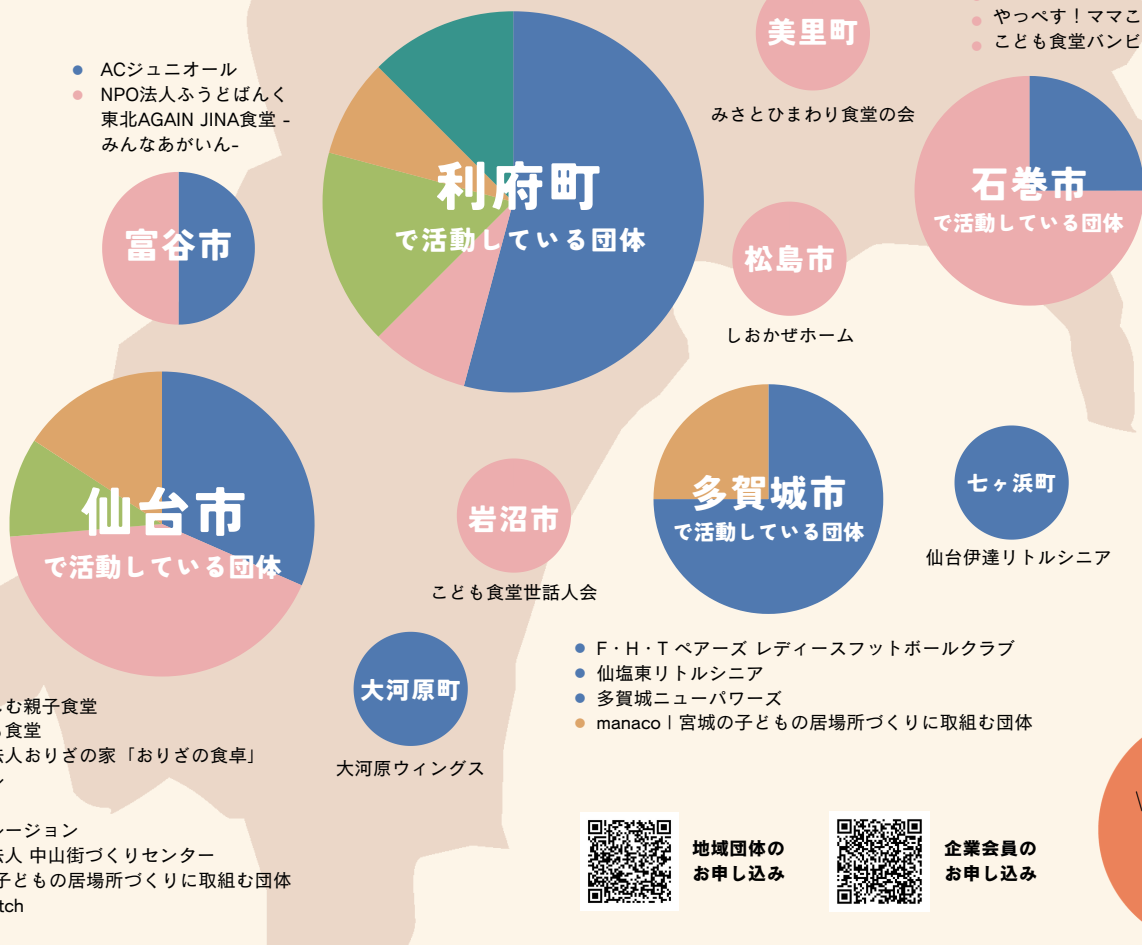 やっぺす！ママこ
こども食堂バンビ
美里町
みさとひまわり食堂の会
ACジュニオール
NPO法人ふうとばんく
東北AGAIN JINA食堂 -
みんなあがいん-
富谷市
利府町
で活動している団体
石巻市
で活動している団体
松島市
しおかぜホーム
仙台市
で活動している団体
岩沼市
こども食堂世話人会
多賀城市
で活動している団体
七ヶ浜町
仙台伊達リトルシニア
F・H・T ペアーズ レディースフットボールクラブ
仙塩東リトルシニア
多賀城ニューパワーズ
manaco | 宮城の子どもの居場所づくりに取組む団体
大河原町
大河原ウィングス
む親子食堂
食堂
法人おりざの家「おりざの食卓」
レージョン
法人 中山街づくりセンター
子どもの居場所づくりに取組む団体
tch
地域団体の
お申し込み
企業会員の
お申し込み